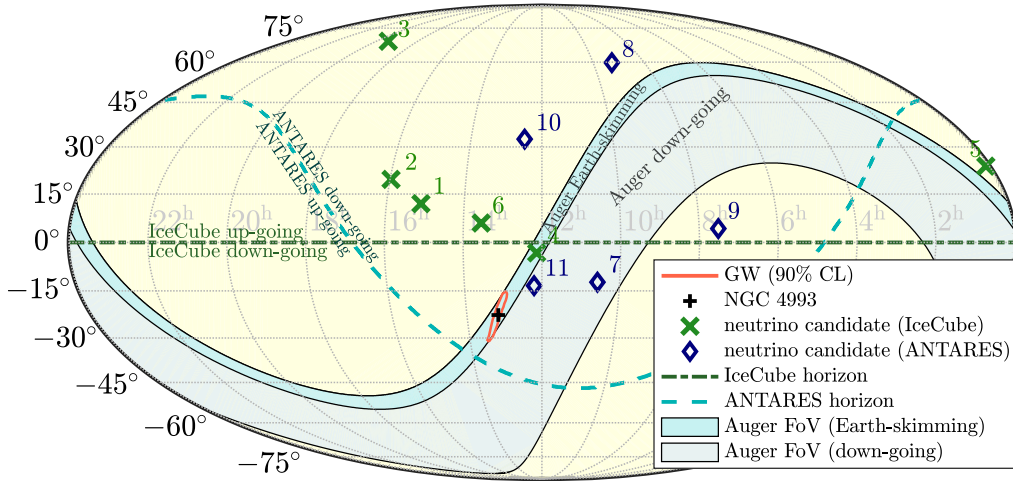 75°
60°
45°
30°
15°
0°
−15°
−30°
−45°
−60°
−75°
3
8
10
2
1
6
4
5
9
11
7
22ʰ
20ʰ
16ʰ
12ʰ
10ʰ
8ʰ
6ʰ
4ʰ
2ʰ
ANTARES down-going
ANTARES up-going
Auger Earth-skimming
Auger down-going
IceCube up-going
IceCube down-going
GW (90% CL)
NGC 4993
neutrino candidate (IceCube)
neutrino candidate (ANTARES)
IceCube horizon
ANTARES horizon
Auger FoV (Earth-skimming)
Auger FoV (down-going)